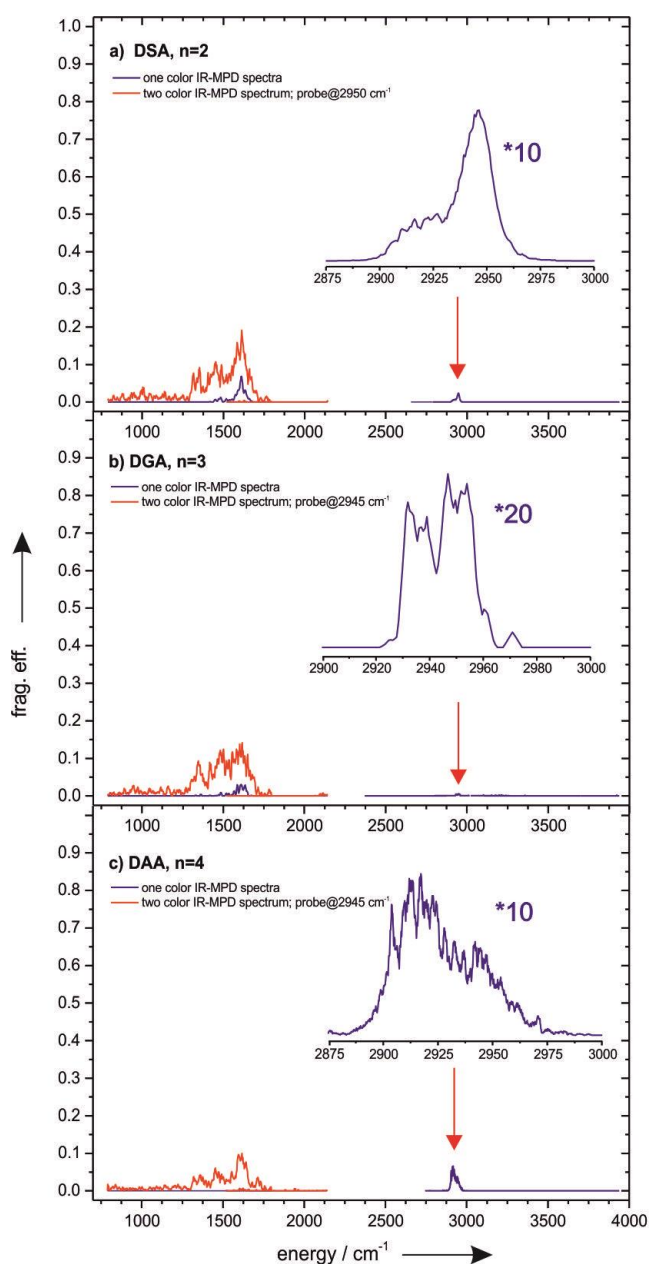 1.0
0.9
0.8
0.7
0.6
0.5
0.4
0.3
0.2
0.1
0.0
a) DSA, n=2
one color IR-MPD spectra
two color IR-MPD spectrum; probe@2950 cm-1
*10
2875 2900 2925 2950 2975 3000
1000 1500 2000 2500 3000 3500
0.9
0.8
0.7
0.6
0.5
0.4
0.3
0.2
0.1
0.0
b) DGA, n=3
one color IR-MPD spectra
two color IR-MPD spectrum; probe@2945 cm-1
*20
2900 2920 2940 2960 2980 3000
1000 1500 2000 2500 3000 3500
0.9
0.8
0.7
0.6
0.5
0.4
0.3
0.2
0.1
0.0
c) DAA, n=4
one color IR-MPD spectra
two color IR-MPD spectrum; probe@2945 cm-1
*10
2875 2900 2925 2950 2975 3000
1000 1500 2000 2500 3000 3500 4000
frag. eff.
energy / cm-1